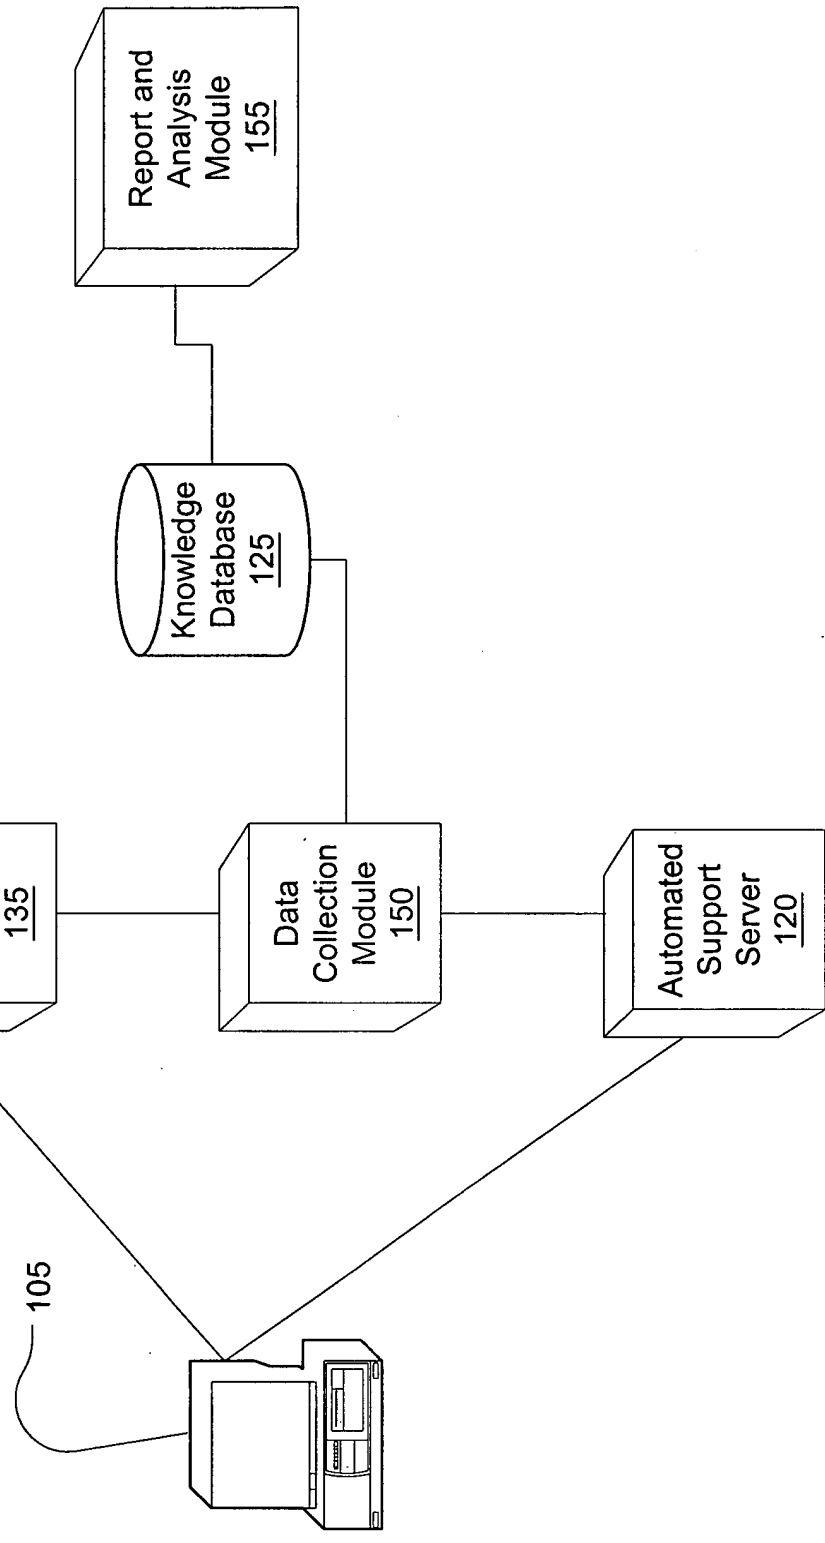 105
135
Data
Collection
Module
150
Automated
Support
Server
120
Knowledge
Database
125
Report and
Analysis
Module
155